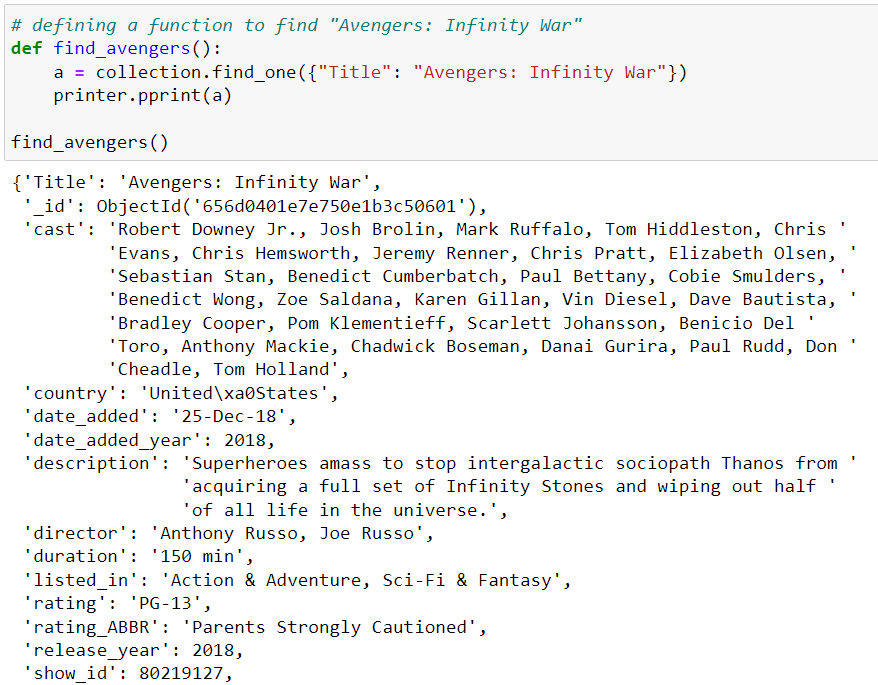 # defining a function to find "Avengers: Infinity War"
def find_avengers():
    a = collection.find_one({"Title": "Avengers: Infinity War"})
    printer.pprint(a)
find_avengers()
{'Title': 'Avengers: Infinity War',
 '_id': ObjectId('656d0401e7e750e1b3c50601'),
 'cast': 'Robert Downey Jr., Josh Brolin, Mark Ruffalo, Tom Hiddleston, Chris '
         'Evans, Chris Hemsworth, Jeremy Renner, Chris Pratt, Elizabeth Olsen, '
         'Sebastian Stan, Benedict Cumberbatch, Paul Bettany, Cobie Smulders, '
         'Benedict Wong, Zoe Saldana, Karen Gillan, Vin Diesel, Dave Bautista, '
         'Bradley Cooper, Pom Klementieff, Scarlett Johansson, Benicio Del '
         'Toro, Anthony Mackie, Chadwick Boseman, Danai Gurira, Paul Rudd, Don '
         'Cheadle, Tom Holland',
 'country': 'United\xa0States',
 'date_added': '25-Dec-18',
 'date_added_year': 2018,
 'description': 'Superheroes amass to stop intergalactic sociopath Thanos from '
                'acquiring a full set of Infinity Stones and wiping out half '
                'of all life in the universe.',
 'director': 'Anthony Russo, Joe Russo',
 'duration': '150 min',
 'listed_in': 'Action & Adventure, Sci-Fi & Fantasy',
 'rating': 'PG-13',
 'rating_ABBR': 'Parents Strongly Cautioned',
 'release_year': 2018,
 'show_id': 80219127,